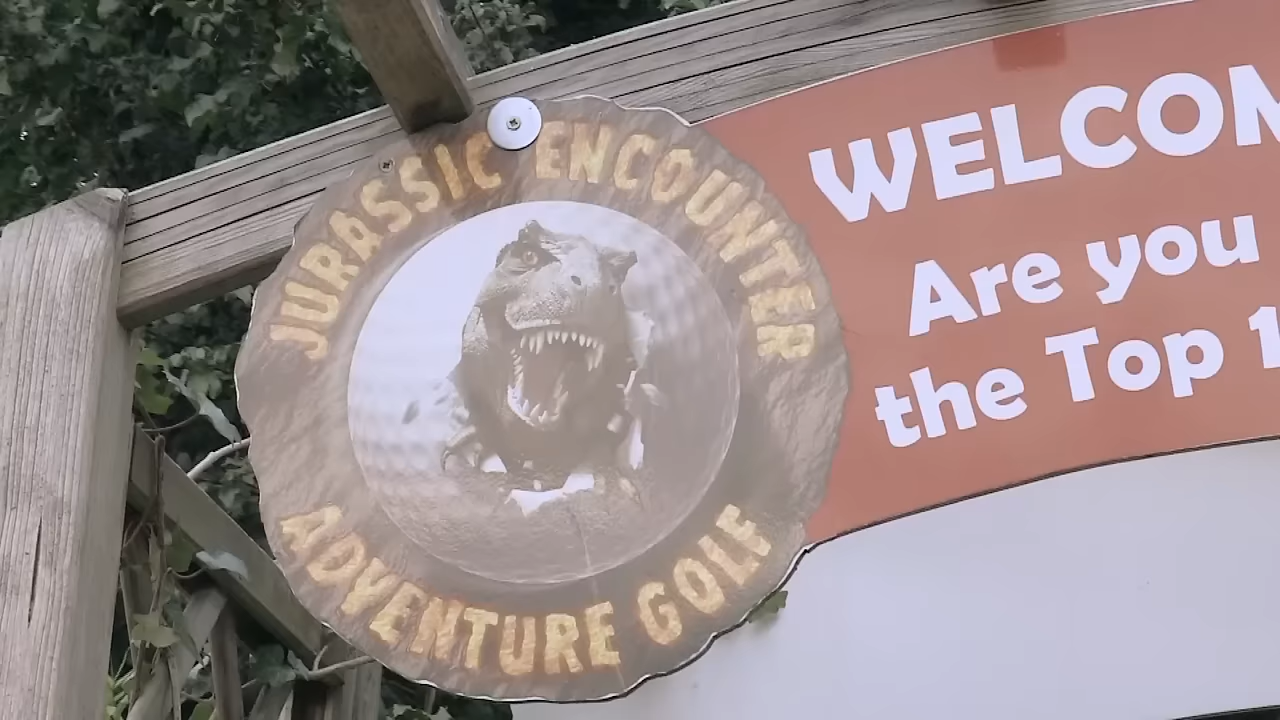 JURASSIC ENCOUNTER
ADVENTURE GOLF
WELCOM
Are you
the Top 1